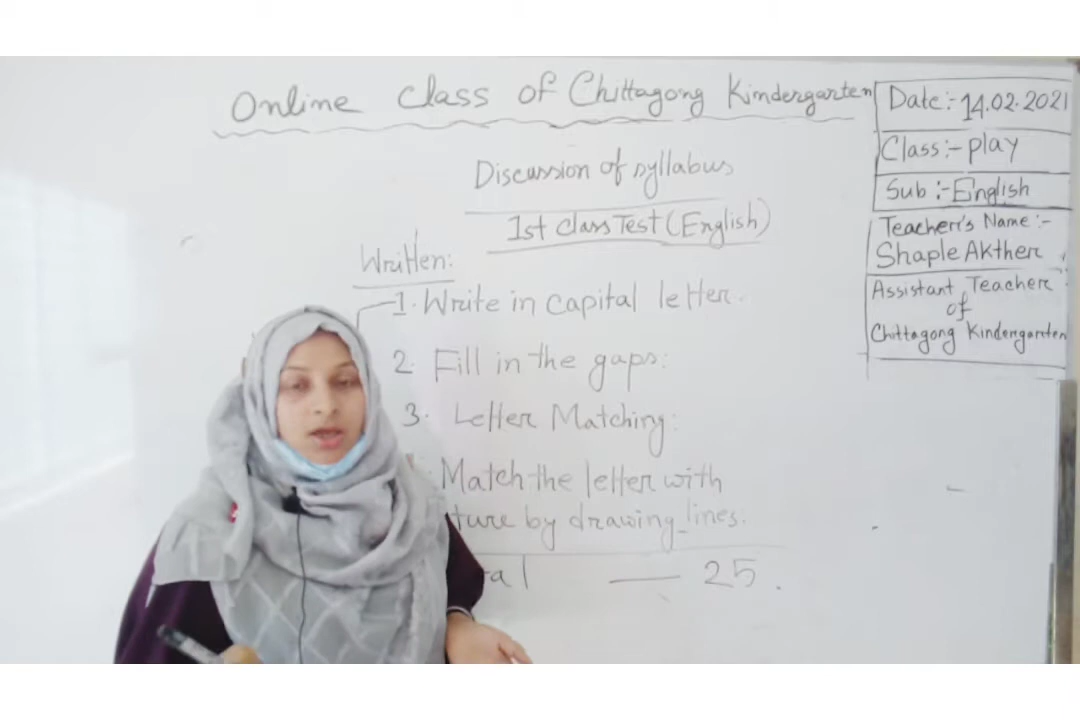 Online Class of Chittagong Kindergarten
Discussion of syllabus
1st class Test (English)
Written:
1. Write in capital letter.
2. Fill in the gaps:
3. Letter Matching:
Match the letter with
by drawing lines.
25.
Date:- 14.02.2021
Class:- play
Sub:- English
Teacher's Name:-
Shaple Akther
Assistant Teacher
of
Chittagong Kindergarten